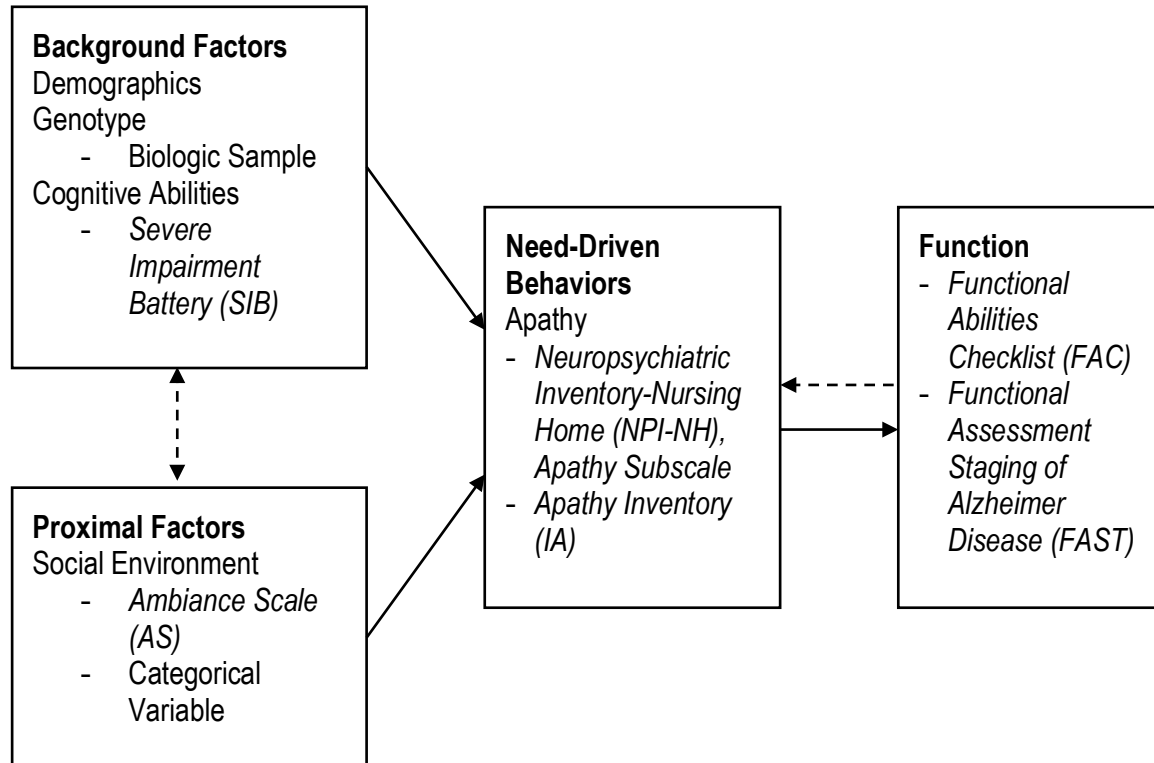 Background Factors
Demographics
Genotype
- Biologic Sample
Cognitive Abilities
- Severe
Impairment
Battery (SIB)
Proximal Factors
Social Environment
- Ambiance Scale
(AS)
- Categorical
Variable
Need-Driven
Behaviors
Apathy
- Neuropsychiatric
Inventory-Nursing
Home (NPI-NH),
Apathy Subscale
- Apathy Inventory
(IA)
Function
- Functional
Abilities
Checklist (FAC)
- Functional
Assessment
Staging of
Alzheimer
Disease (FAST)